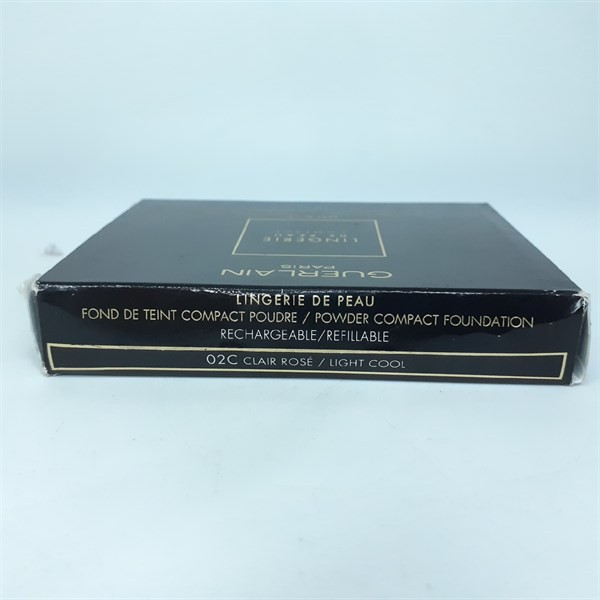 GUERLAIN
PARIS
LINGERIE
DE PEAU
LINGERIE DE PEAU
FOND DE TEINT COMPACT POUDRE / POWDER COMPACT FOUNDATION
RECHARGEABLE/REFILLABLE
02C CLAIR ROSÉ / LIGHT COOL